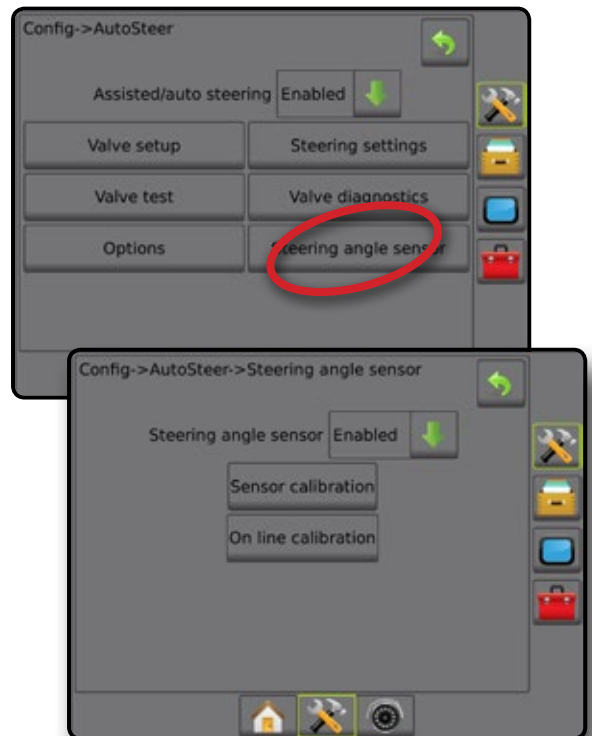 Config->AutoSteer
Assisted/auto steering Enabled
Valve setup Steering settings
Valve test Valve diagnostics
Options Steering angle sensor
Config->AutoSteer->Steering angle sensor
Steering angle sensor Enabled
Sensor calibration
On line calibration